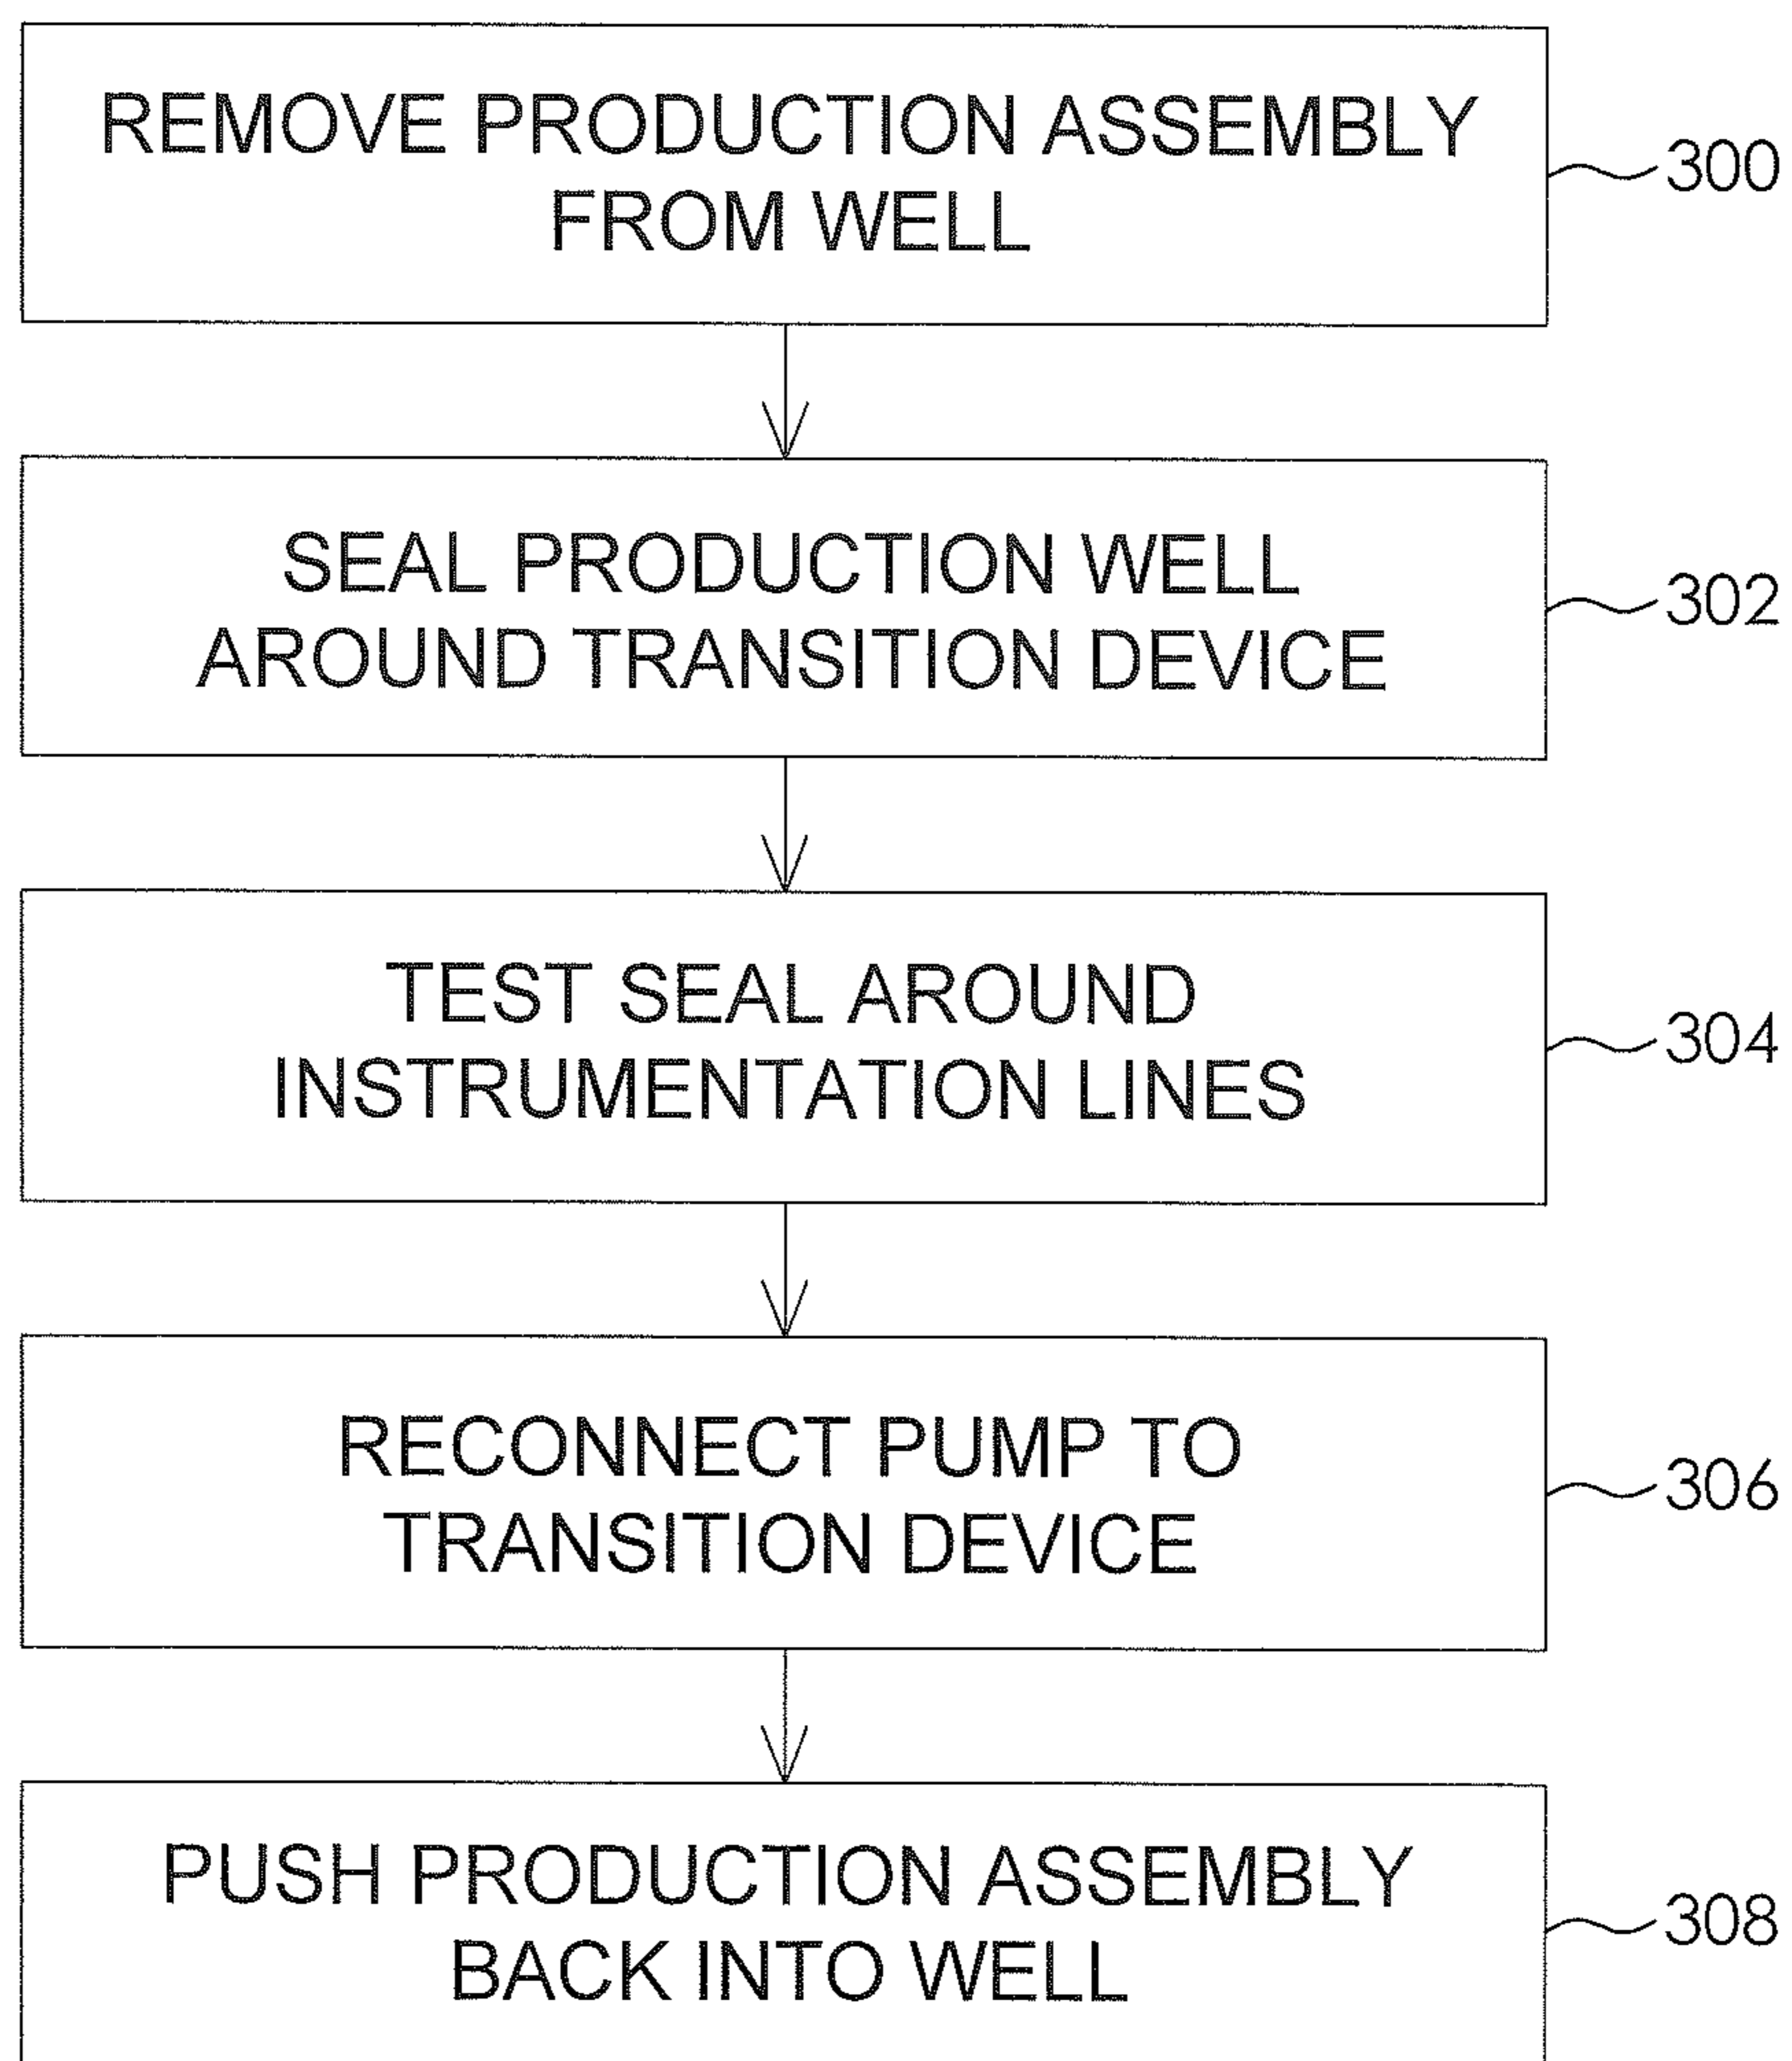 REMOVE PRODUCTION ASSEMBLY
FROM WELL
300
SEAL PRODUCTION WELL
AROUND TRANSITION DEVICE
302
TEST SEAL AROUND
INSTRUMENTATION LINES
304
RECONNECT PUMP TO
TRANSITION DEVICE
306
PUSH PRODUCTION ASSEMBLY
BACK INTO WELL
308